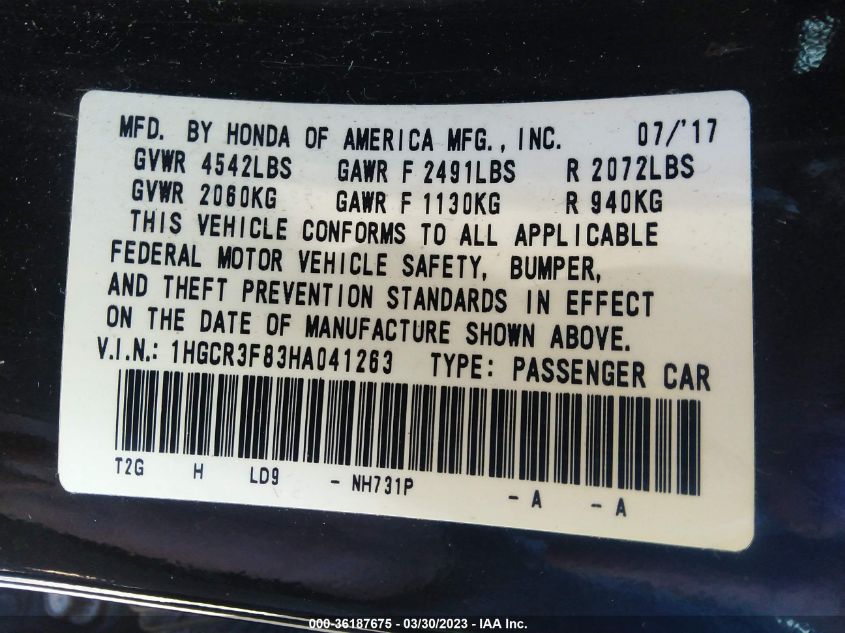 MFD. BY HONDA OF AMERICA MFG., INC. 07/'17
GVWR 4542LBS GAWR F 2491LBS R 2072LBS
GVWR 2060KG GAWR F 1130KG R 940KG
THIS VEHICLE CONFORMS TO ALL APPLICABLE
FEDERAL MOTOR VEHICLE SAFETY, BUMPER,
AND THEFT PREVENTION STANDARDS IN EFFECT
ON THE DATE OF MANUFACTURE SHOWN ABOVE.
V.I.N.: 1HGCR3F83HA041263 TYPE: PASSENGER CAR
T2G H LD9 - NH731P - A - A
000-36187675 - 03/30/2023 - IAA Inc.